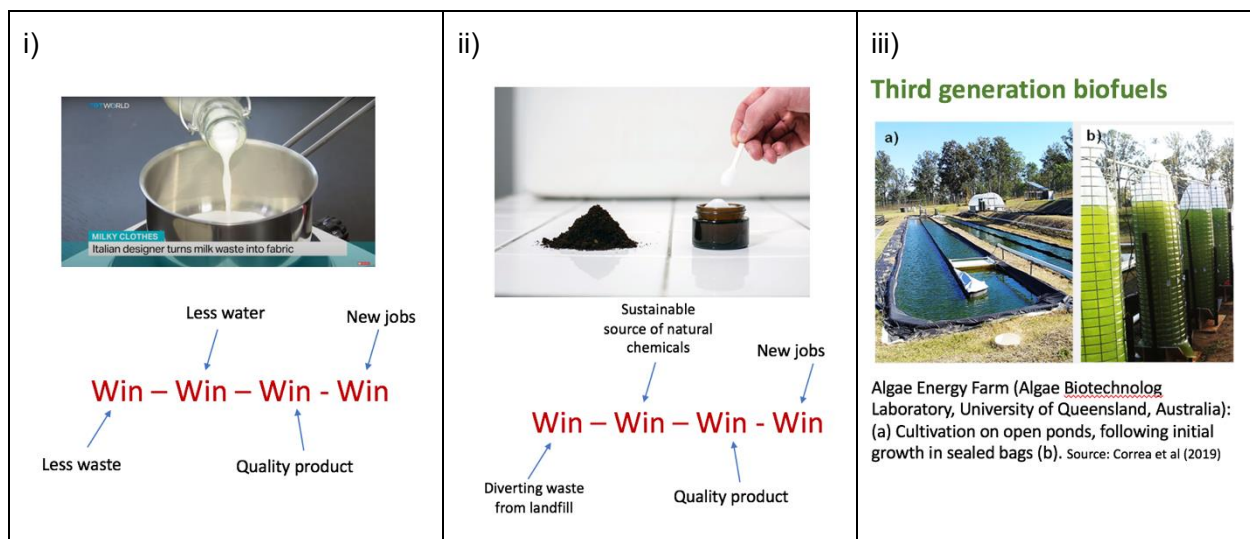 i)
TRTWORLD
MILKY CLOTHES
Italian designer turns milk waste into fabric
Less water
New jobs
Win – Win – Win - Win
Less waste
Quality product
ii)
Sustainable
source of natural
chemicals
New jobs
Win – Win – Win - Win
Diverting waste
from landfill
Quality product
iii)
Third generation biofuels
a)
b)
Algae Energy Farm (Algae Biotechnolog
Laboratory, University of Queensland, Australia):
(a) Cultivation on open ponds, following initial
growth in sealed bags (b). Source: Correa et al (2019)